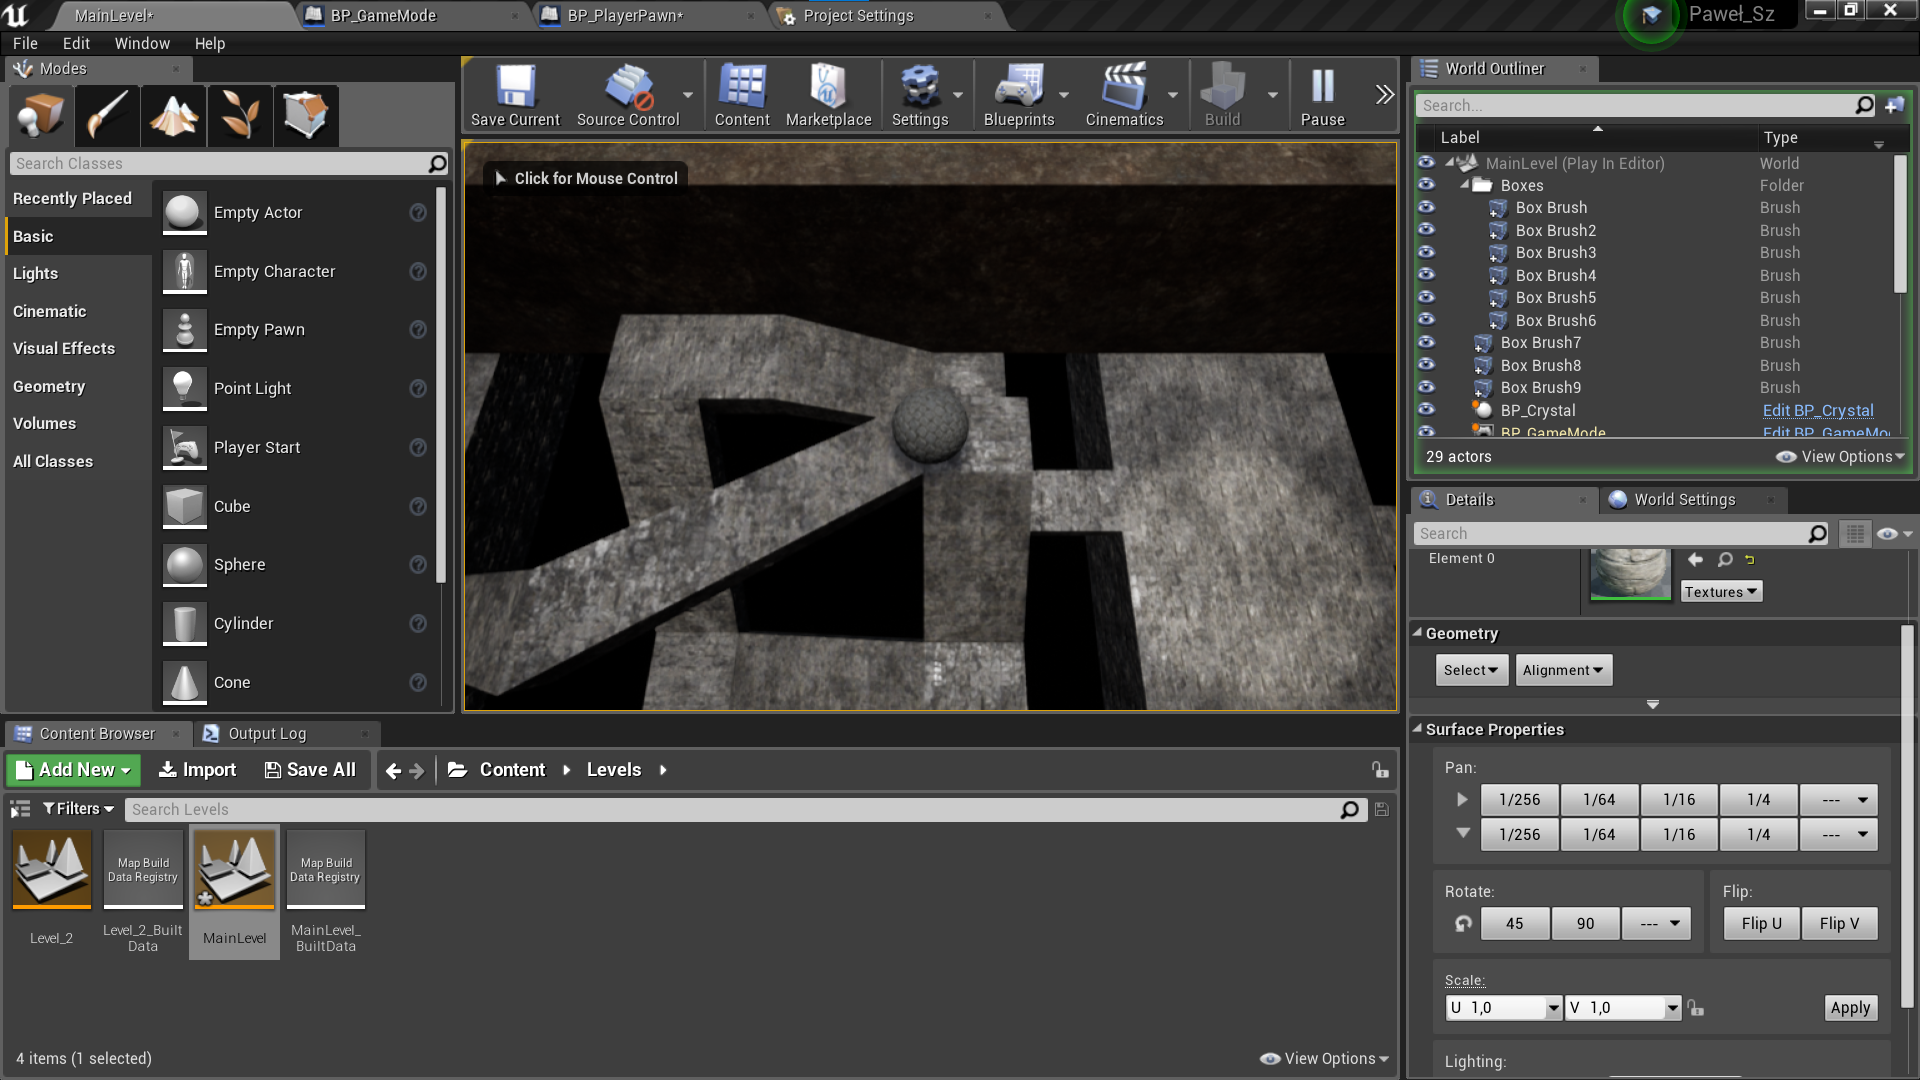 MainLevel*
BP_GameMode
BP_PlayerPawn*
Project Settings
Paweł_Sz
File Edit Window Help
Modes
Search Classes
Recently Placed
Basic
Lights
Cinematic
Visual Effects
Geometry
Volumes
All Classes
Empty Actor
Empty Character
Empty Pawn
Point Light
Player Start
Cube
Sphere
Cylinder
Cone
Save Current
Source Control
Content
Marketplace
Settings
Blueprints
Cinematics
Build
Pause
Click for Mouse Control
World Outliner
Search...
Label Type
MainLevel (Play In Editor) World
Boxes Folder
Box Brush Brush
Box Brush2 Brush
Box Brush3 Brush
Box Brush4 Brush
Box Brush5 Brush
Box Brush6 Brush
Box Brush7 Brush
Box Brush8 Brush
Box Brush9 Brush
BP_Crystal Edit BP_Crystal
BP_GameMode Edit BP_GameMo
29 actors View Options
Details
World Settings
Search
Element 0
Textures
Geometry
Select Alignment
Surface Properties
Pan:
1/256 1/64 1/16 1/4 ---
1/256 1/64 1/16 1/4 ---
Rotate: Flip:
45 90 --- Flip U Flip V
Scale:
U 1,0 V 1,0 Apply
Lighting:
Content Browser
Output Log
Add New Import Save All Content Levels
Filters Search Levels
Level_2
Map Build
Data Registry
Level_2_Built
Data
MainLevel
Map Build
Data Registry
MainLevel_
BuiltData
4 items (1 selected) View Options